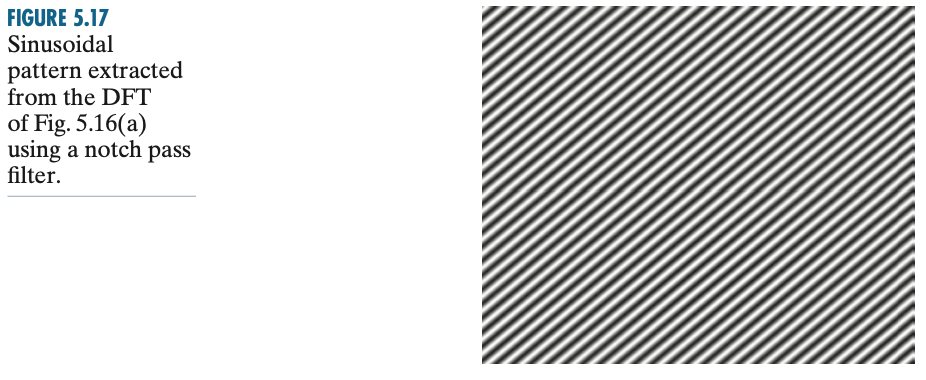 FIGURE 5.17
Sinusoidal
pattern extracted
from the DFT
of Fig. 5.16(a)
using a notch pass
filter.